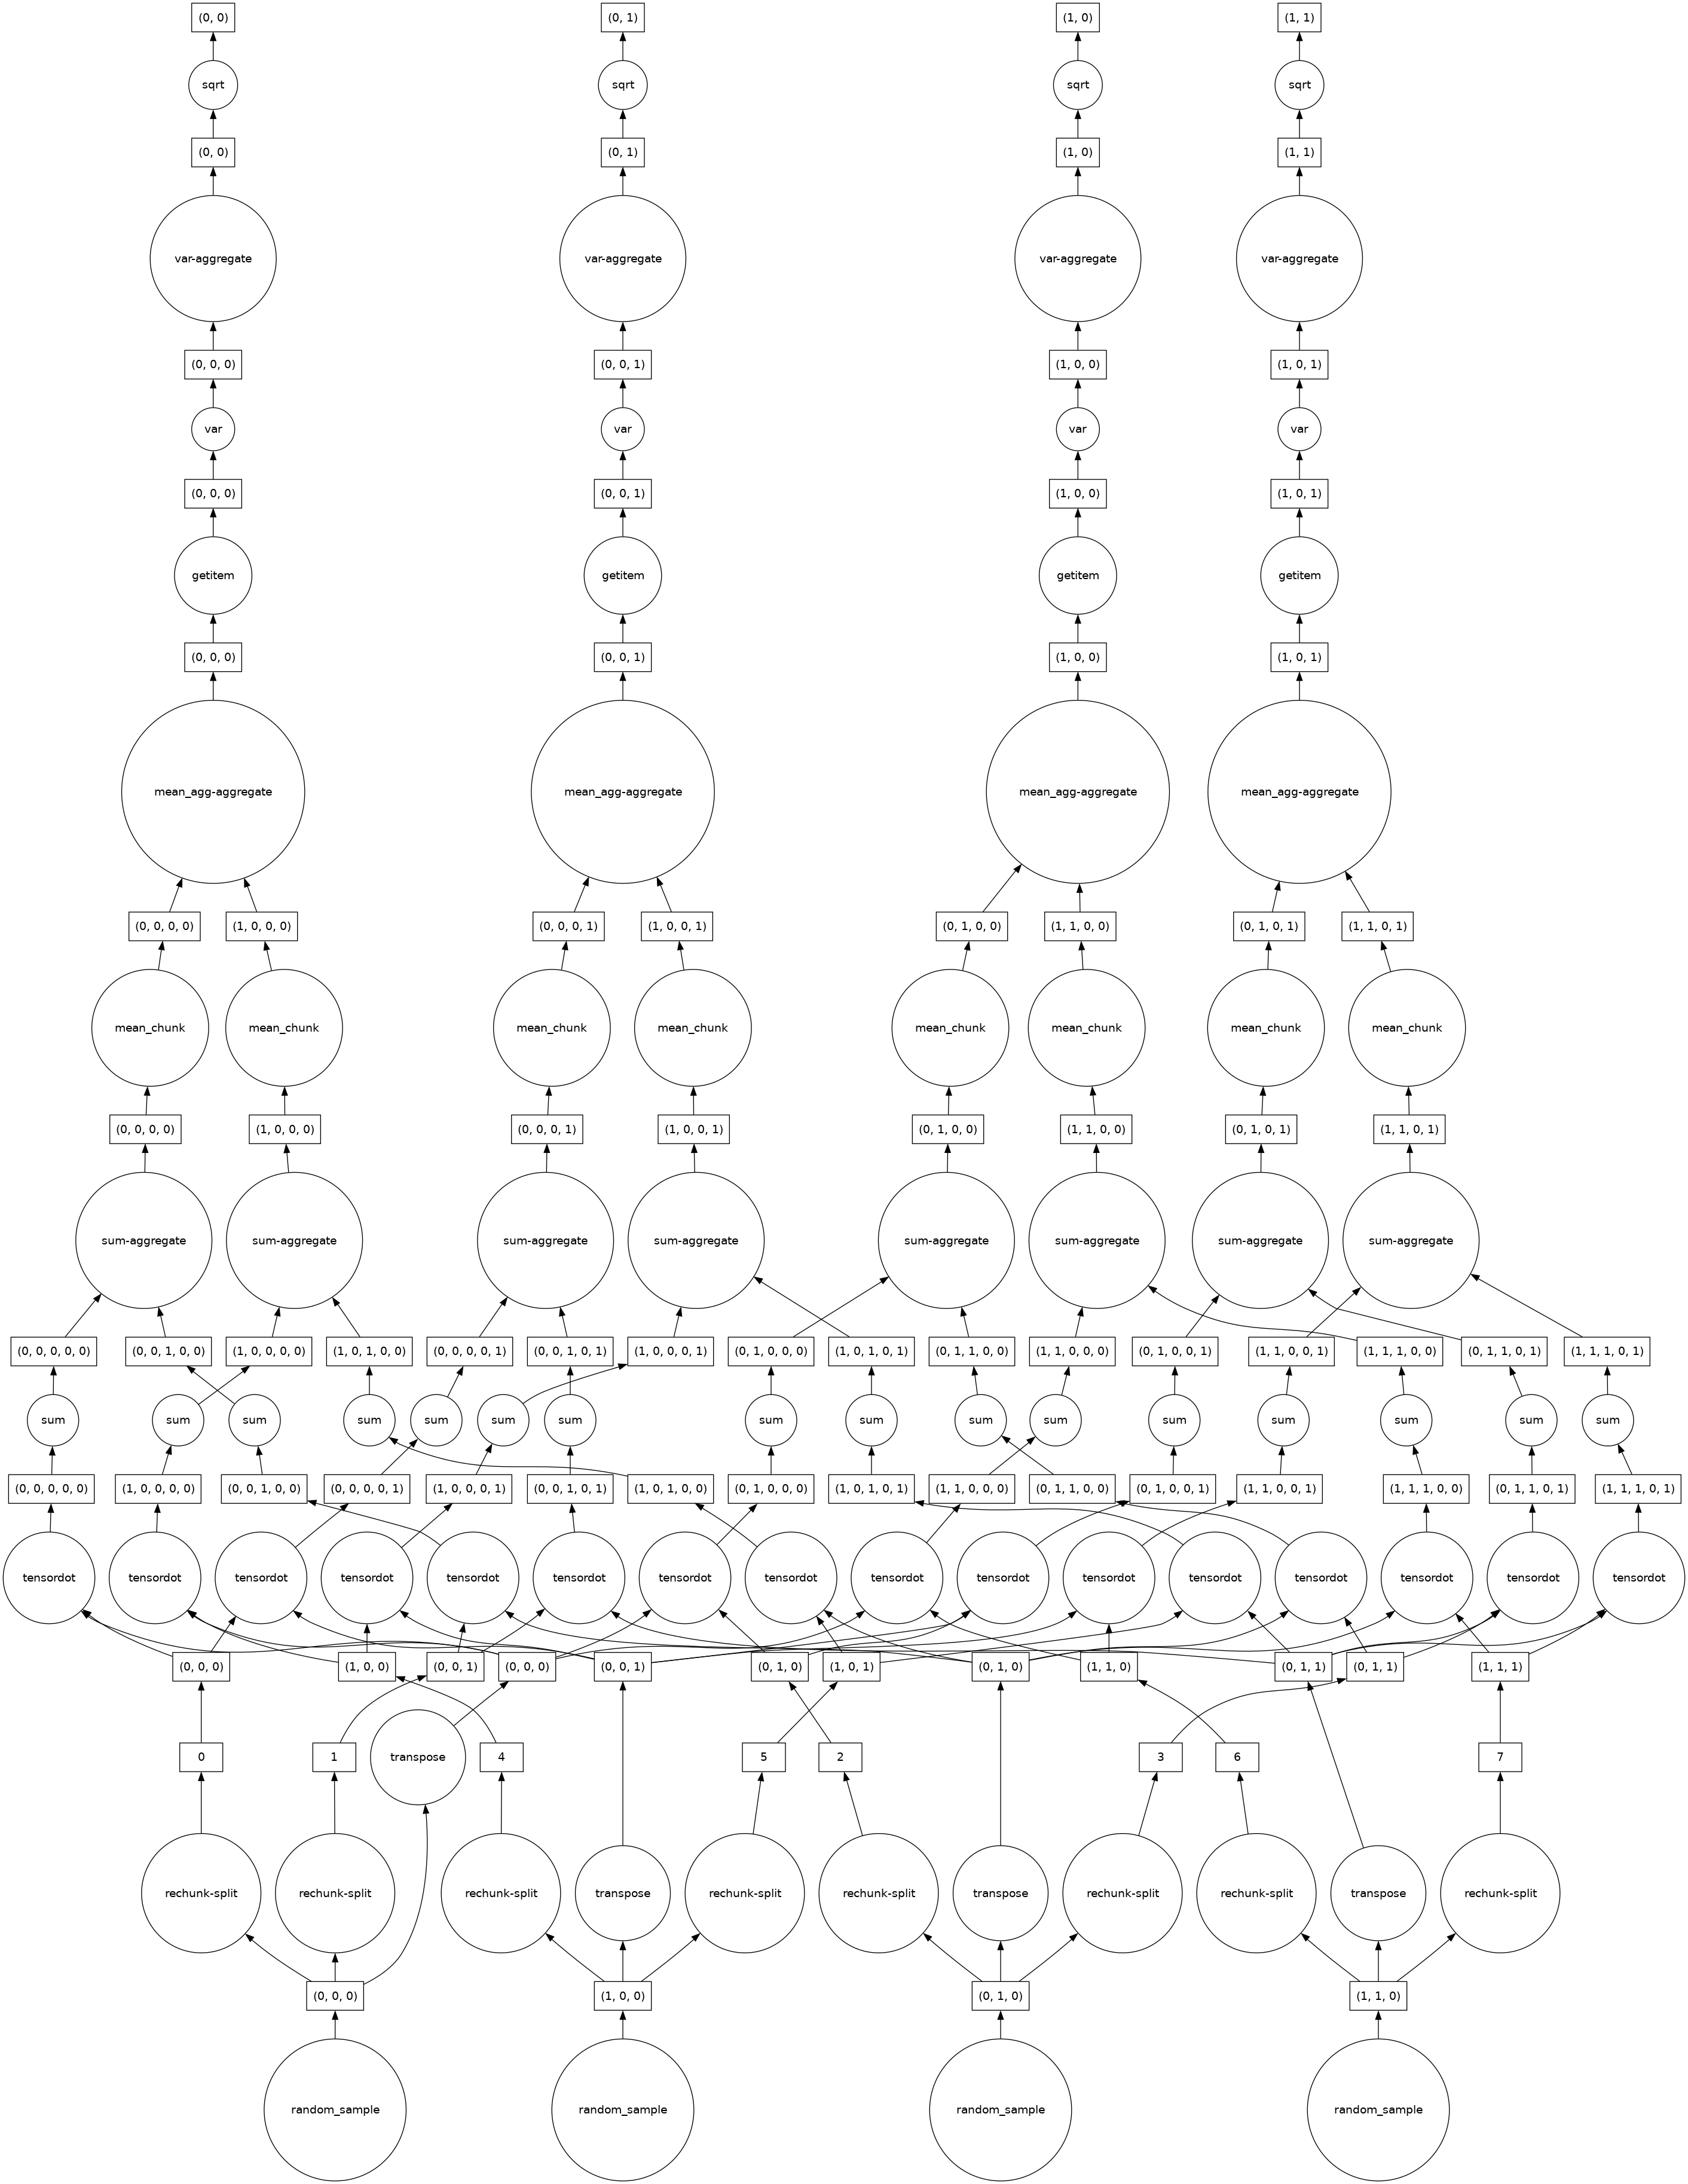 (0, 0) (0, 1) (1, 0) (1, 1)
sqrt sqrt sqrt sqrt
(0, 0) (0, 1) (1, 0) (1, 1)
var-aggregate var-aggregate var-aggregate var-aggregate
(0, 0, 0) (0, 0, 1) (1, 0, 0) (1, 0, 1)
var var var var
(0, 0, 0) (0, 0, 1) (1, 0, 0) (1, 0, 1)
getitem getitem getitem getitem
(0, 0, 0) (0, 0, 1) (1, 0, 0) (1, 0, 1)
mean_agg-aggregate mean_agg-aggregate mean_agg-aggregate mean_agg-aggregate
(0, 0, 0, 0) (1, 0, 0, 0) (0, 0, 0, 1) (1, 0, 0, 1) (0, 1, 0, 0) (1, 1, 0, 0) (0, 1, 0, 1) (1, 1, 0, 1)
mean_chunk mean_chunk mean_chunk mean_chunk mean_chunk mean_chunk mean_chunk mean_chunk
(0, 0, 0, 0) (1, 0, 0, 0) (0, 0, 0, 1) (1, 0, 0, 1) (0, 1, 0, 0) (1, 1, 0, 0) (0, 1, 0, 1) (1, 1, 0, 1)
sum-aggregate sum-aggregate sum-aggregate sum-aggregate sum-aggregate sum-aggregate sum-aggregate sum-aggregate
(0, 0, 0, 0, 0) (0, 0, 1, 0, 0) (1, 0, 0, 0, 0) (1, 0, 1, 0, 0) (0, 0, 0, 0, 1) (0, 0, 1, 0, 1) (1, 0, 0, 0, 1) (0, 1, 0, 0, 0) (1, 0, 1, 0, 1) (0, 1, 1, 0, 0) (1, 1, 0, 0, 0) (0, 1, 0, 0, 1) (1, 1, 0, 0, 1) (1, 1, 1, 0, 0) (0, 1, 1, 0, 1) (1, 1, 1, 0, 1)
sum sum sum sum sum sum sum sum sum sum sum sum sum sum sum sum
(0, 0, 0, 0, 0) (1, 0, 0, 0, 0) (0, 0, 1, 0, 0) (0, 0, 0, 0, 1) (1, 0, 0, 0, 1) (0, 0, 1, 0, 1) (1, 0, 1, 0, 0) (0, 1, 0, 0, 0) (1, 0, 1, 0, 1) (1, 1, 0, 0, 0) (0, 1, 1, 0, 0) (0, 1, 0, 0, 1) (1, 1, 0, 0, 1) (1, 1, 1, 0, 0) (0, 1, 1, 0, 1) (1, 1, 1, 0, 1)
tensordot tensordot tensordot tensordot tensordot tensordot tensordot tensordot tensordot tensordot tensordot tensordot tensordot tensordot tensordot tensordot
(0, 0, 0) (1, 0, 0) (0, 0, 1) (0, 0, 0) (0, 0, 1) (0, 1, 0) (1, 0, 1) (0, 1, 0) (1, 1, 0) (0, 1, 1) (0, 1, 1) (1, 1, 1)
0 1 transpose 4 5 2 3 6 7
rechunk-split rechunk-split rechunk-split transpose rechunk-split rechunk-split transpose rechunk-split rechunk-split transpose rechunk-split
(0, 0, 0) (1, 0, 0) (0, 1, 0) (1, 1, 0)
random_sample random_sample random_sample random_sample